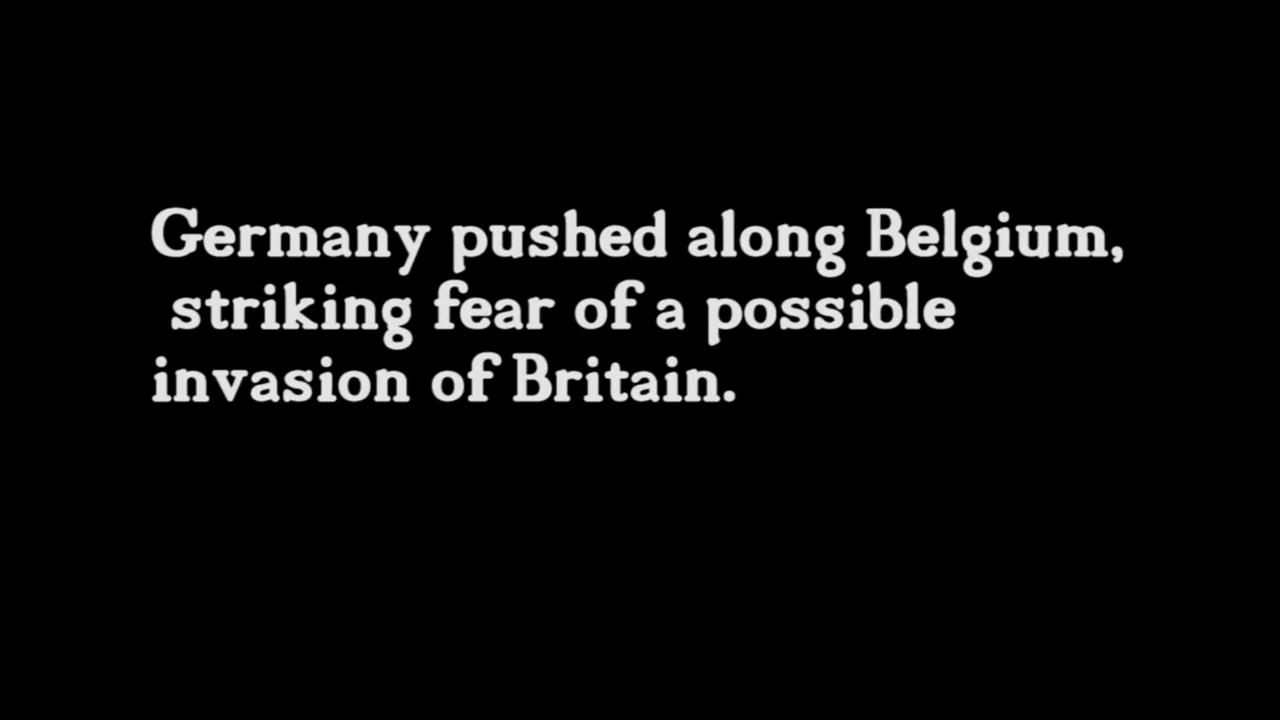 Germany pushed along Belgium,
striking fear of a possible
invasion of Britain.